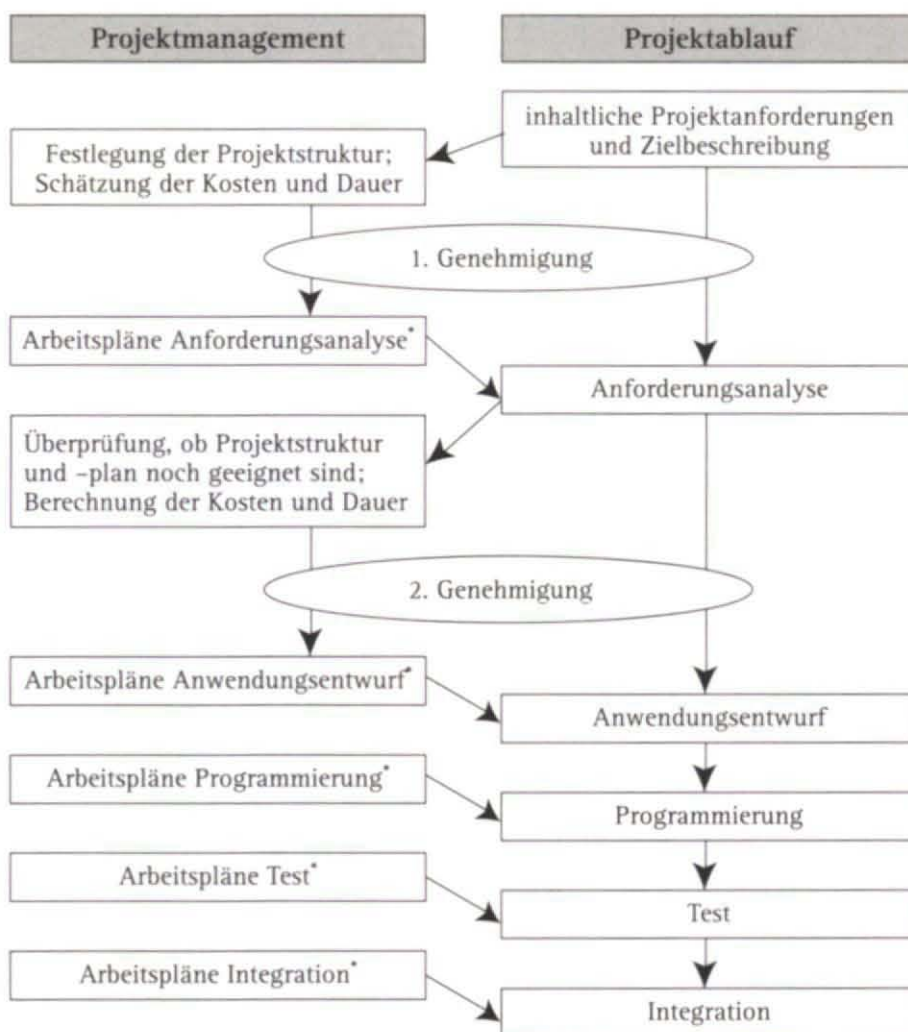 Projektmanagement
Projektablauf
inhaltliche Projektanforderungen
und Zielbeschreibung
Festlegung der Projektstruktur;
Schätzung der Kosten und Dauer
1. Genehmigung
Arbeitspläne Anforderungsanalyse*
Anforderungsanalyse
Überprüfung, ob Projektstruktur
und –plan noch geeignet sind;
Berechnung der Kosten und Dauer
2. Genehmigung
Arbeitspläne Anwendungsentwurf*
Anwendungsentwurf
Arbeitspläne Programmierung*
Programmierung
Arbeitspläne Test*
Test
Arbeitspläne Integration*
Integration